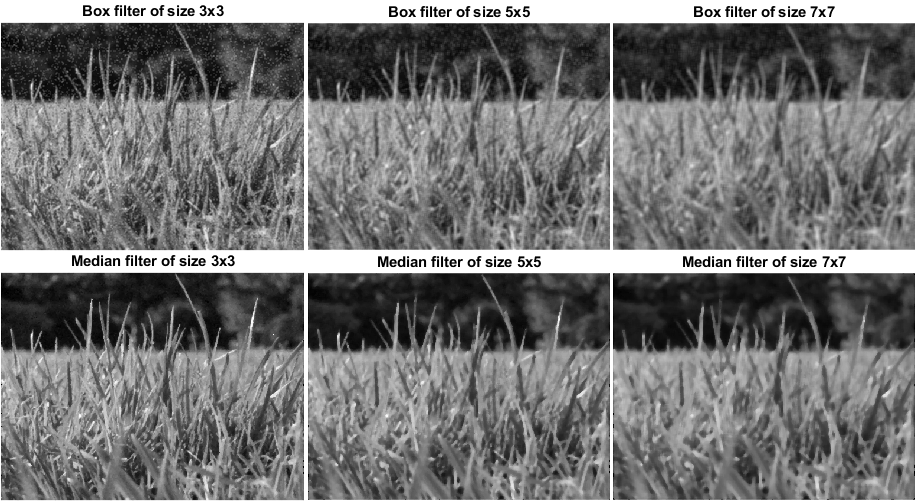 Box filter of size 3x3
Box filter of size 5x5
Box filter of size 7x7
Median filter of size 3x3
Median filter of size 5x5
Median filter of size 7x7